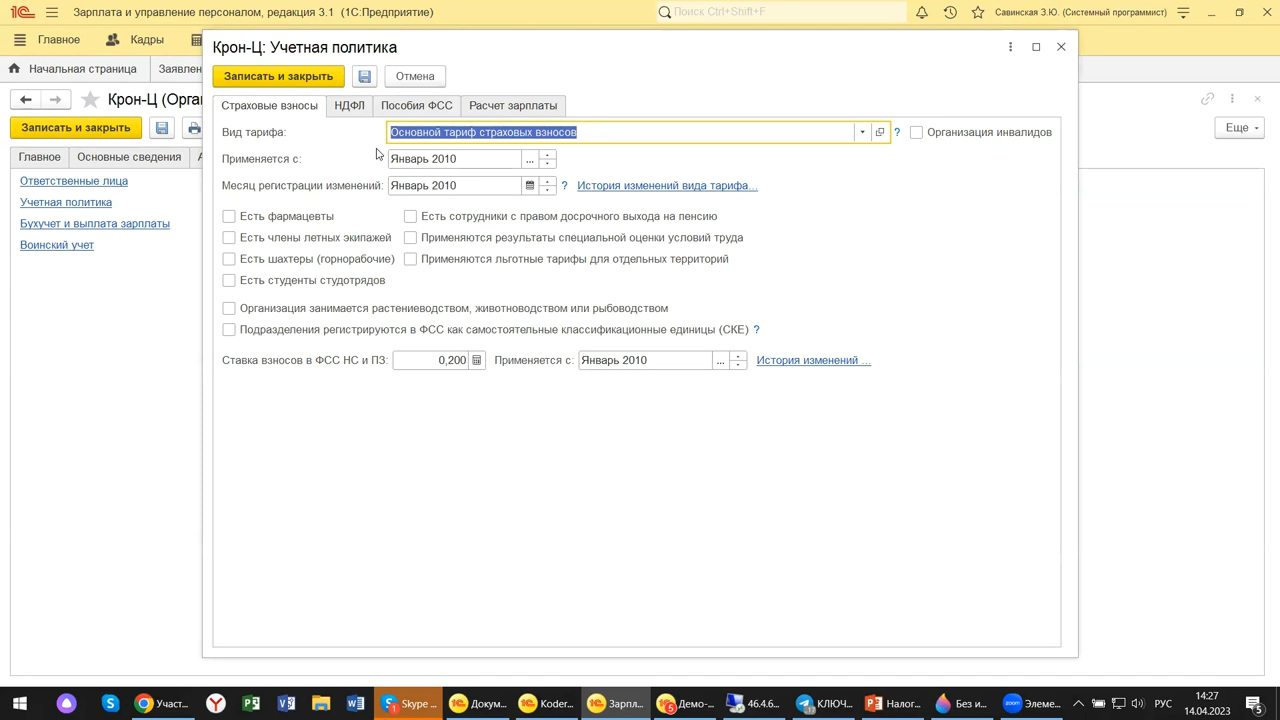 Зарплата и управление персоналом, редакция 3.1 (1С:Предприятие)
Поиск Ctrl+Shift+F
Савинская З.Ю. (Системный программист)
Главное
Кадры
Начальная страница
Заявлен
Крон-Ц (Орга
Записать и закрыть
Еще
Главное
Основные сведения
А
Ответственные лица
Учетная политика
Бухучет и выплата зарплаты
Воинский учет
Крон-Ц: Учетная политика
Записать и закрыть
Отмена
Страховые взносы
НДФЛ
Пособия ФСС
Расчет зарплаты
Вид тарифа: Основной тариф страховых взносов ? Организация инвалидов
Применяется с: Январь 2010 ...
Месяц регистрации изменений: Январь 2010 ? История изменений вида тарифа...
Есть фармацевты
Есть сотрудники с правом досрочного выхода на пенсию
Есть члены летных экипажей
Применяются результаты специальной оценки условий труда
Есть шахтеры (горнорабочие)
Применяются льготные тарифы для отдельных территорий
Есть студенты студотрядов
Организация занимается растениеводством, животноводством или рыбоводством
Подразделения регистрируются в ФСС как самостоятельные классификационные единицы (СКЕ) ?
Ставка взносов в ФСС НС и ПЗ: 0,200 Применяется с: Январь 2010 ... История изменений ...
Участ...
Skype ...
Докум...
Koder...
Зарпл...
Демо-...
46.4.6...
КЛЮЧ...
Налог...
Без и...
Элеме...
РУС
14:27
14.04.2023